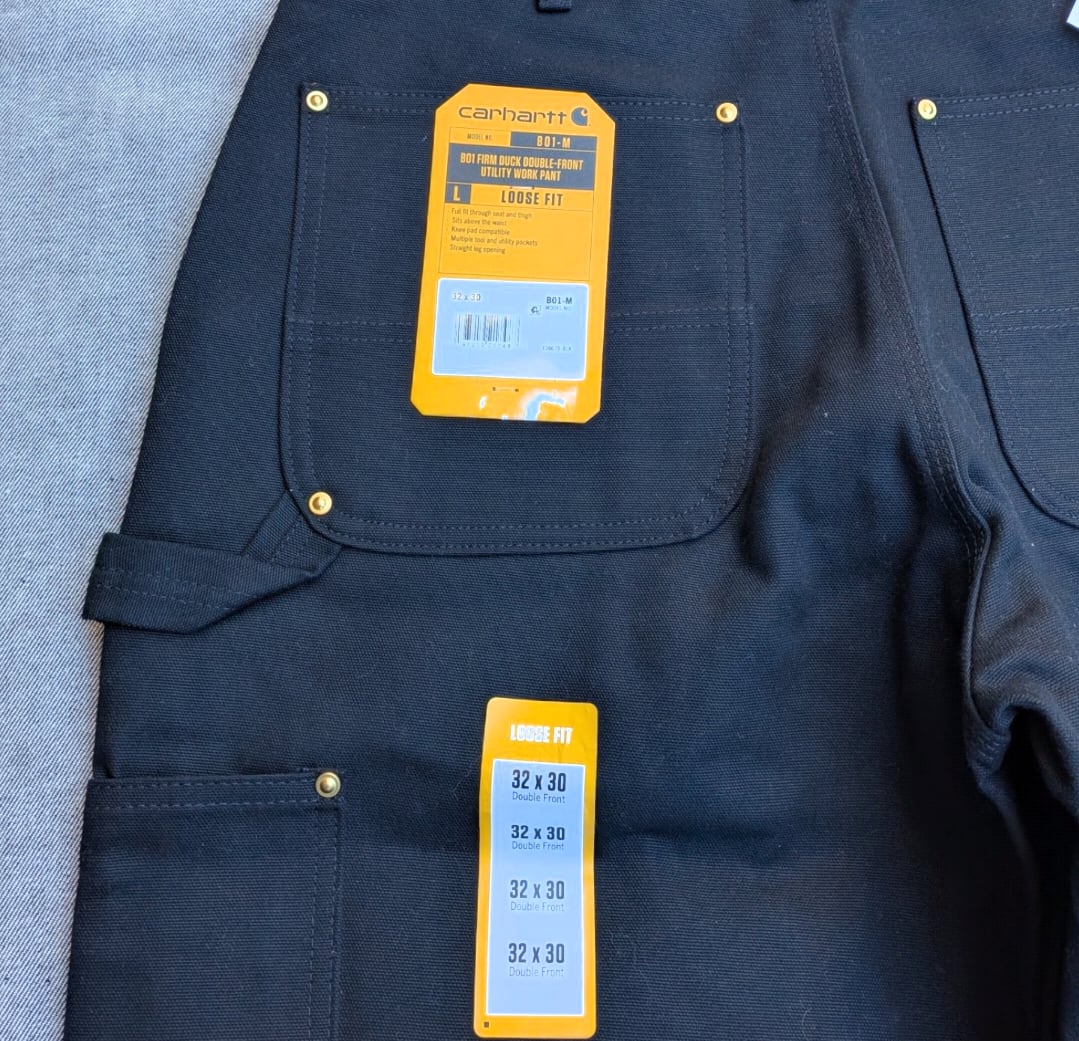 carhartt
MODEL NO. B01-M
B01 FIRM DUCK DOUBLE-FRONT
UTILITY WORK PANT
L LOOSE FIT
Full fit through seat and thigh
Sits above the waist
Knee pad compatible
Multiple tool and utility pockets
Straight leg opening
32 x 30 B01-M
MODEL NO.
LOOSE FIT
32 x 30
Double Front
32 x 30
Double Front
32 x 30
Double Front
32 x 30
Double Front